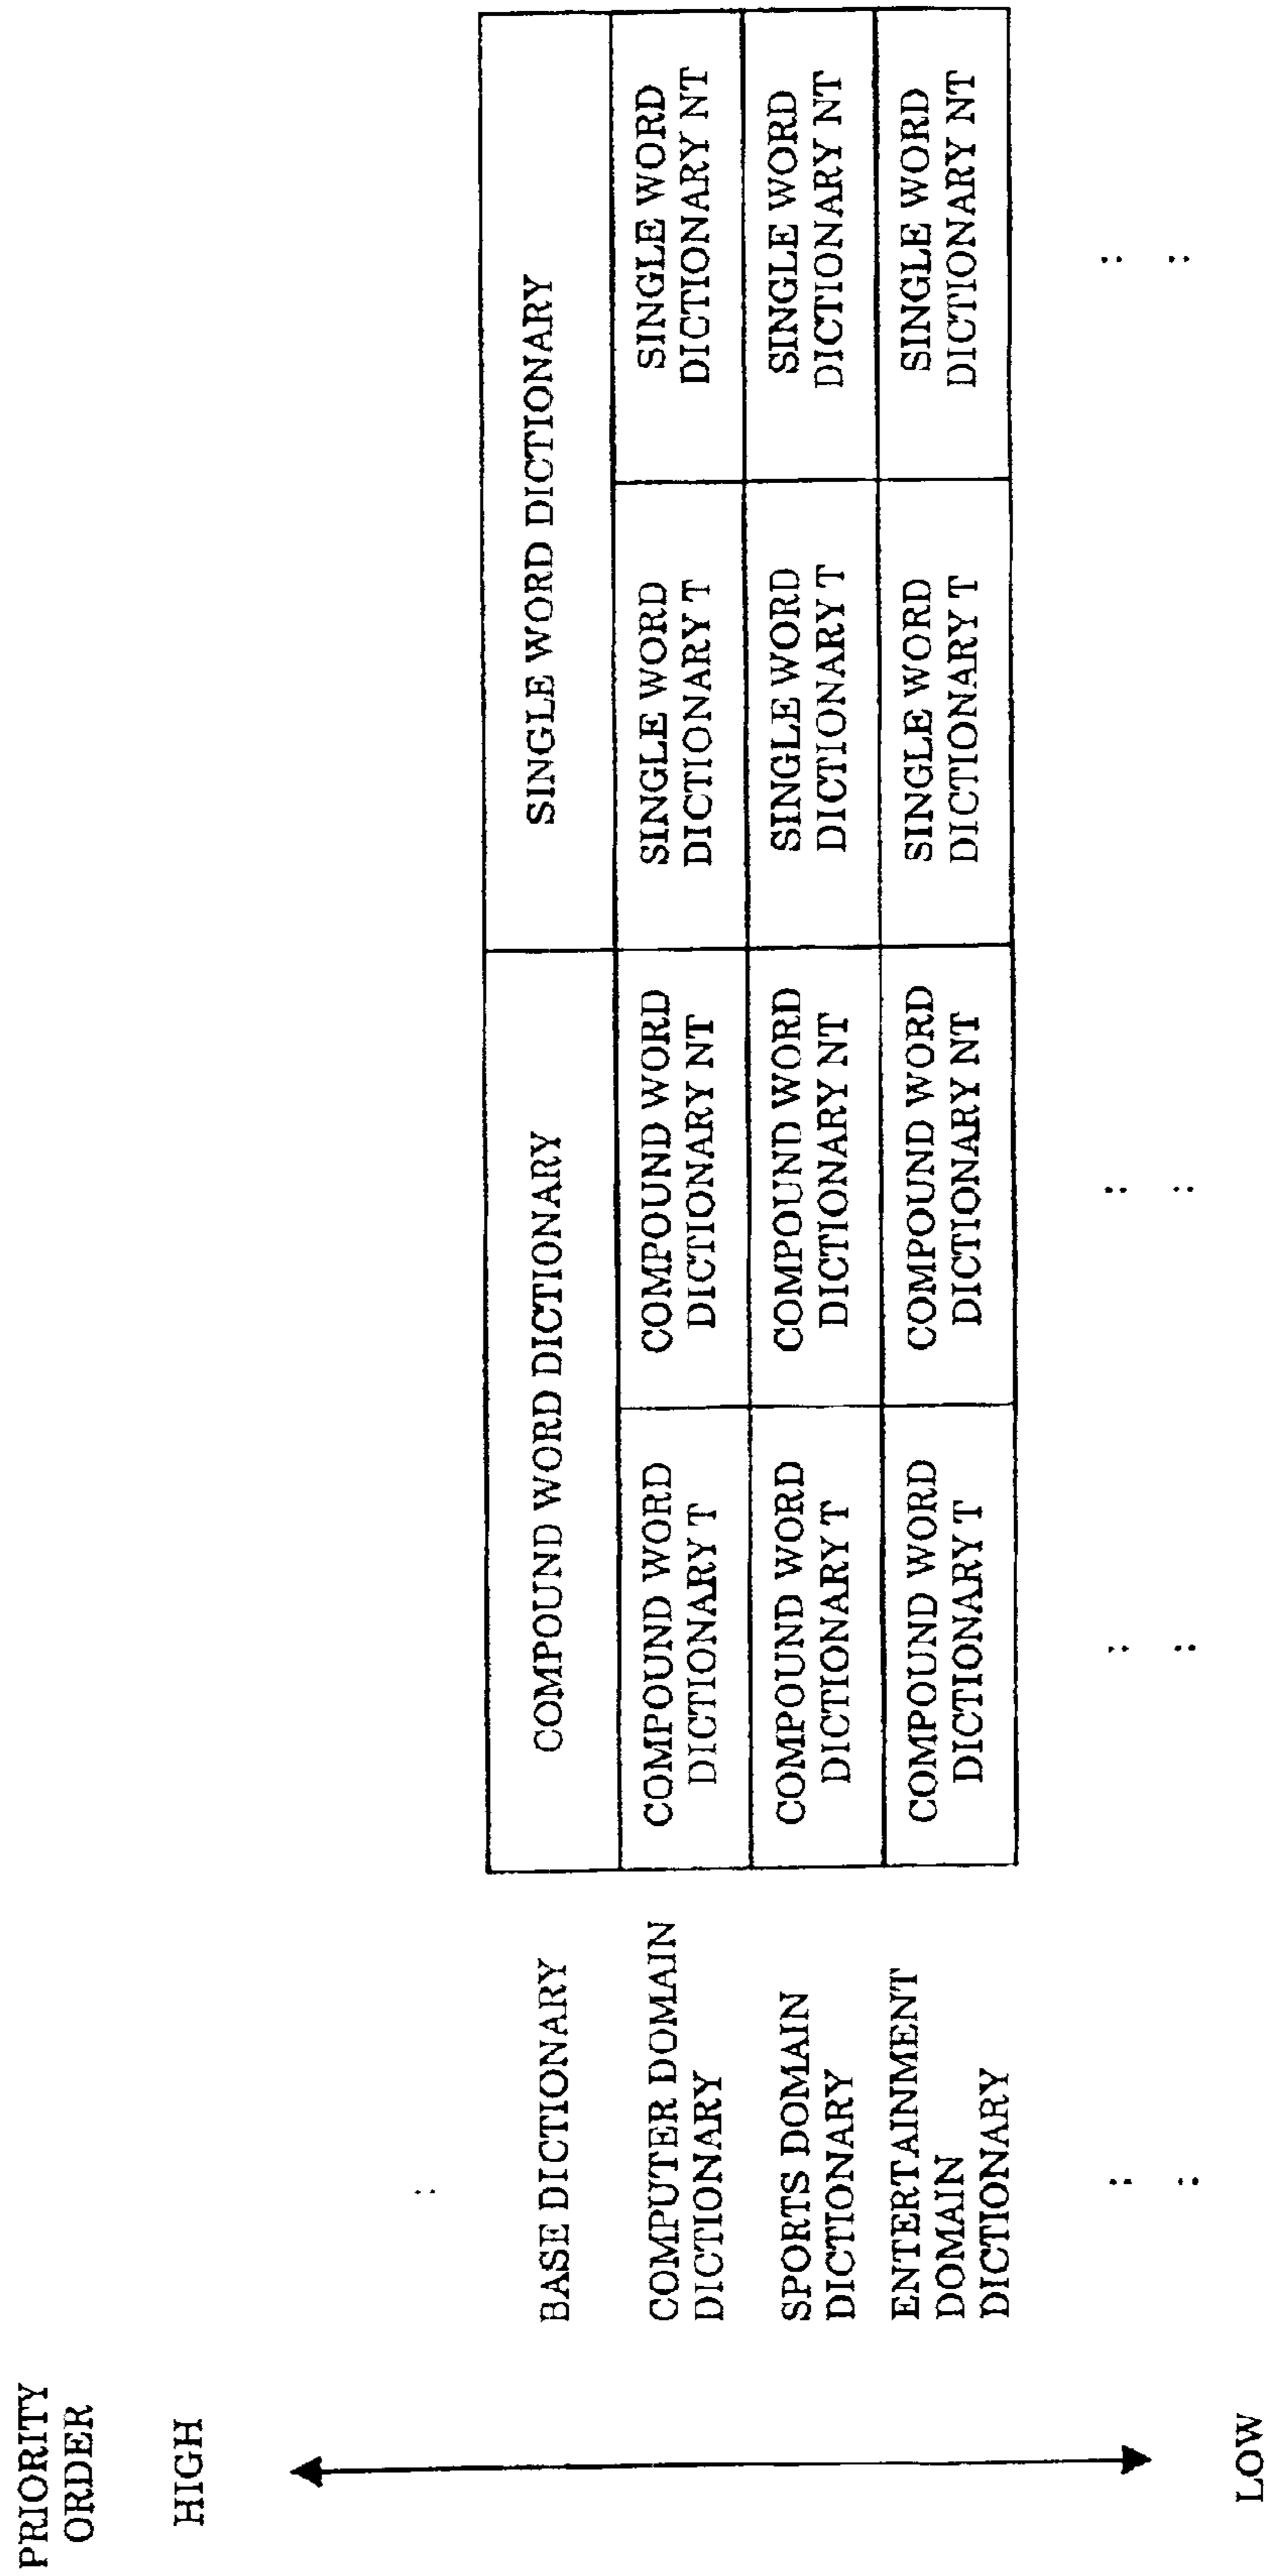 PRIORITY
ORDER
HIGH
BASE DICTIONARY
COMPOUND WORD DICTIONARY
SINGLE WORD DICTIONARY
COMPUTER DOMAIN
DICTIONARY
COMPOUND WORD
DICTIONARY T
COMPOUND WORD
DICTIONARY NT
SINGLE WORD
DICTIONARY T
SINGLE WORD
DICTIONARY NT
SPORTS DOMAIN
DICTIONARY
COMPOUND WORD
DICTIONARY T
COMPOUND WORD
DICTIONARY NT
SINGLE WORD
DICTIONARY T
SINGLE WORD
DICTIONARY NT
ENTERTAINMENT
DOMAIN
DICTIONARY
COMPOUND WORD
DICTIONARY T
COMPOUND WORD
DICTIONARY NT
SINGLE WORD
DICTIONARY T
SINGLE WORD
DICTIONARY NT
LOW